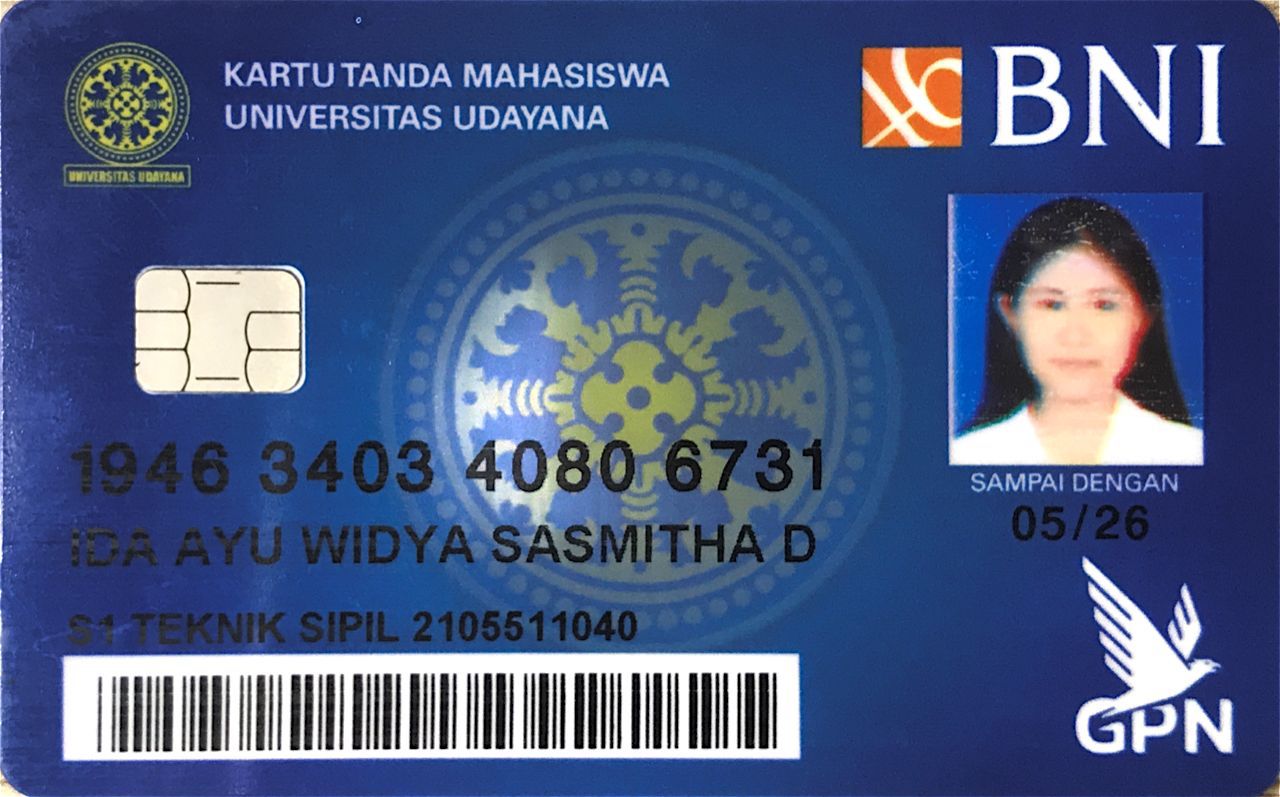 KARTU TANDA MAHASISWA
UNIVERSITAS UDAYANA
BNI
UNIVERSITAS UDAYANA
1946 3403 4080 6731
SAMPAI DENGAN
05/26
IDA AYU WIDYA SASMITHA D
S1 TEKNIK SIPIL 2105511040
GPN